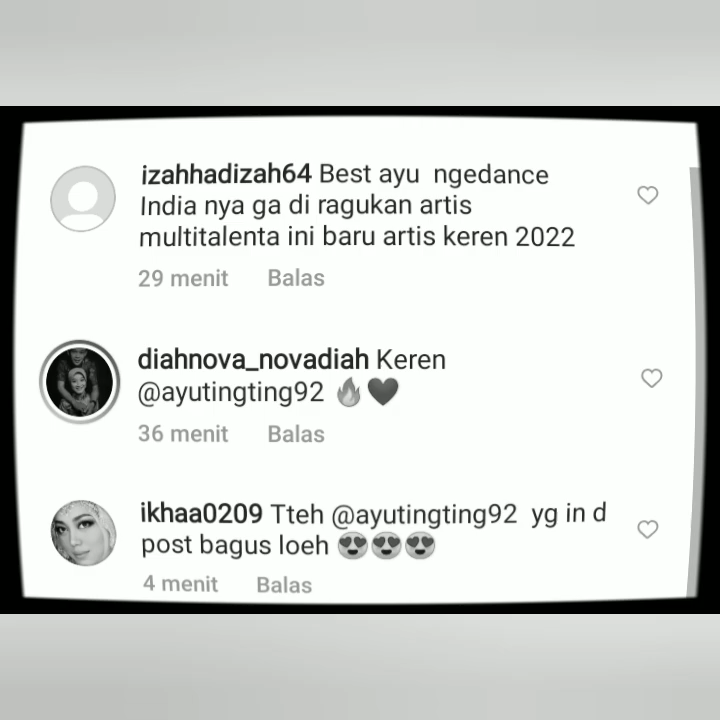 izahhadizah64 Best ayu ngedance
India nya ga di ragukan artis
multitalenta ini baru artis keren 2022
29 menit Balas
diahnova_novadiah Keren
@ayutingting92 🔥🖤
36 menit Balas
ikhaa0209 Tteh @ayutingting92 yg in d
post bagus loeh 😍😍😍
4 menit Balas